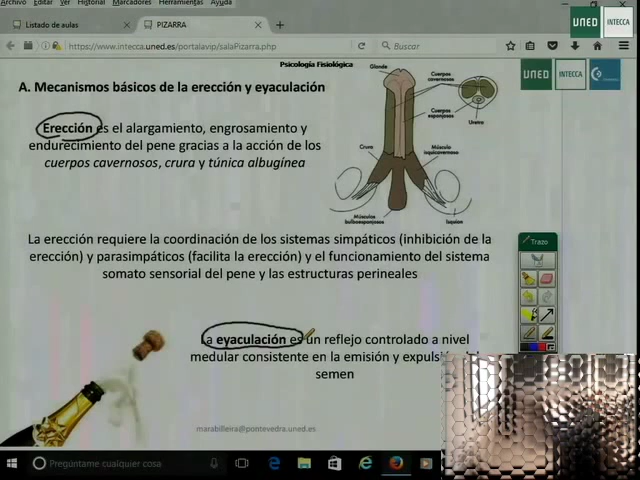 Archivo Editar Ver Historial Marcadores Herramientas Ayuda
Listado de aulas
PIZARRA
UNED
INTECCA
https://www.intecca.uned.es/portalavip/salaPizarra.php
Buscar
Psicología Fisiológica
UNED
INTECCA
A. Mecanismos básicos de la erección y eyaculación
Glande
Cuerpos cavernosos
Cuerpos esponjosos
Uretra
Crura
Músculo isquicavernoso
Músculos bulboesponjosos
Isquion
Erección es el alargamiento, engrosamiento y
endurecimiento del pene gracias a la acción de los
cuerpos cavernosos, crura y túnica albugínea
La erección requiere la coordinación de los sistemas simpáticos (inhibición de la
erección) y parasimpáticos (facilita la erección) y el funcionamiento del sistema
somato sensorial del pene y las estructuras perineales
Trazo
La eyaculación es un reflejo controlado a nivel
medular consistente en la emisión y expulsión
semen
marabilleira@pontevedra.uned.es
Pregúntame cualquier cosa